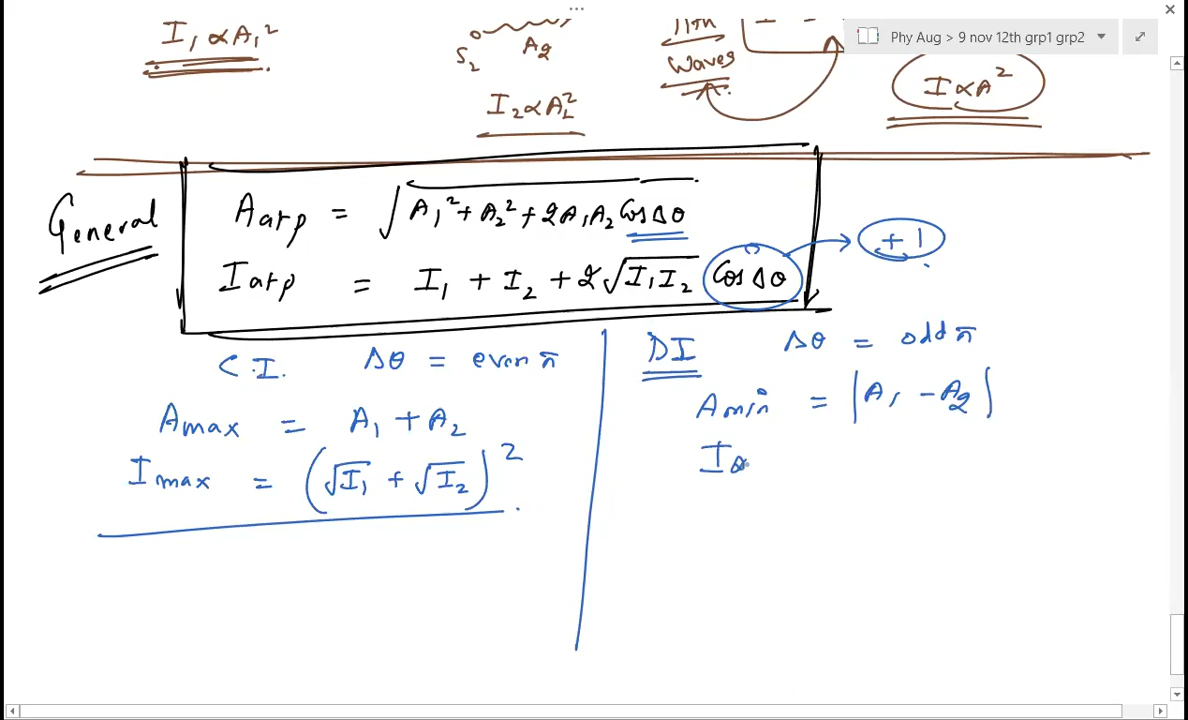 Phy Aug > 9 nov 12th grp1 grp2
I₁ ∝ A₁²
S₂ A₂
I₂ ∝ A₂²
11th
Waves
I ∝ A²
General
Aarp = √A₁² + A₂² + 2A₁A₂ Cos Δθ
Iarp = I₁ + I₂ + 2√I₁I₂ Cos Δθ
+1
C.I. Δθ = even π
Amax = A₁ + A₂
Imax = (√I₁ + √I₂)²
DI Δθ = odd π
Amin = |A₁ - A₂|
I